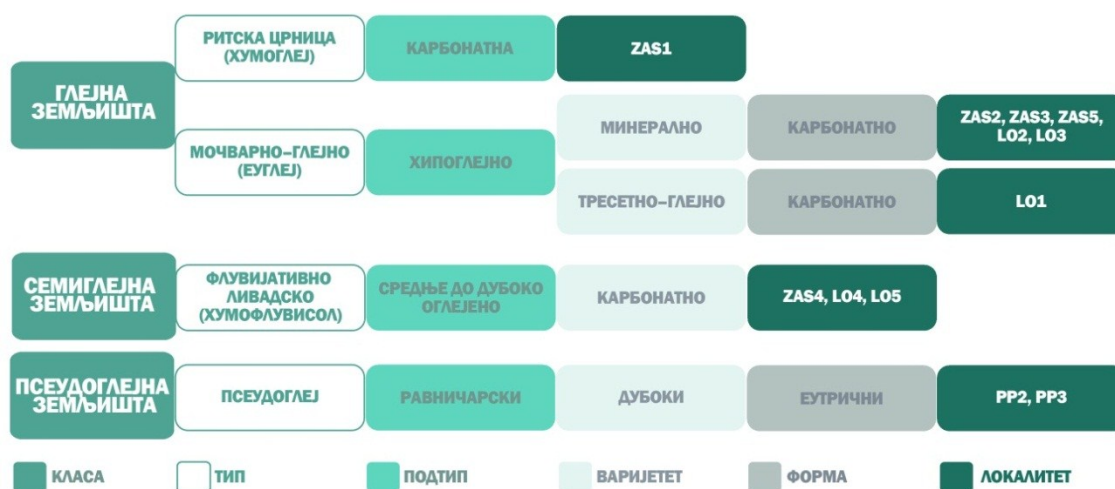 РИТСКА ЦРНИЦА
(ХУМОГЛЕЈ)
КАРБОНАТНА
ZAS1
ГЛЕЈНА
ЗЕМЉИШТА
МОЧВАРНО–ГЛЕЈНО
(ЕУГЛЕЈ)
ХИПОГЛЕЈНО
МИНЕРАЛНО
КАРБОНАТНО
ZAS2, ZAS3, ZAS5,
LO2, LO3
ТРЕСЕТНО–ГЛЕЈНО
КАРБОНАТНО
LO1
СЕМИГЛЕЈНА
ЗЕМЉИШТА
ФЛУВИЈАТИВНО
ЛИВАДСКО
(ХУМОФЛУВИСОЛ)
СРЕДЊЕ ДО ДУБОКО
ОГЛЕЈЕНО
КАРБОНАТНО
ZAS4, LO4, LO5
ПСЕУДОГЛЕЈНА
ЗЕМЉИШТА
ПСЕУДОГЛЕЈ
РАВНИЧАРСКИ
ДУБОКИ
ЕУТРИЧНИ
PP2, PP3
КЛАСА
ТИП
ПОДТИП
ВАРИЈЕТЕТ
ФОРМА
ЛОКАЛИТЕТ